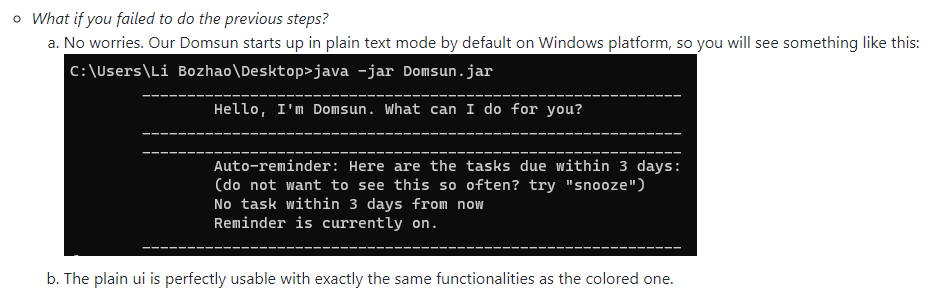 What if you failed to do the previous steps?
a. No worries. Our Domsun starts up in plain text mode by default on Windows platform, so you will see something like this:
C:\Users\Li Bozhao\Desktop>java -jar Domsun.jar
____________________________________________________________
Hello, I'm Domsun. What can I do for you?
____________________________________________________________
____________________________________________________________
Auto-reminder: Here are the tasks due within 3 days:
(do not want to see this so often? try "snooze")
No task within 3 days from now
Reminder is currently on.
____________________________________________________________
b. The plain ui is perfectly usable with exactly the same functionalities as the colored one.